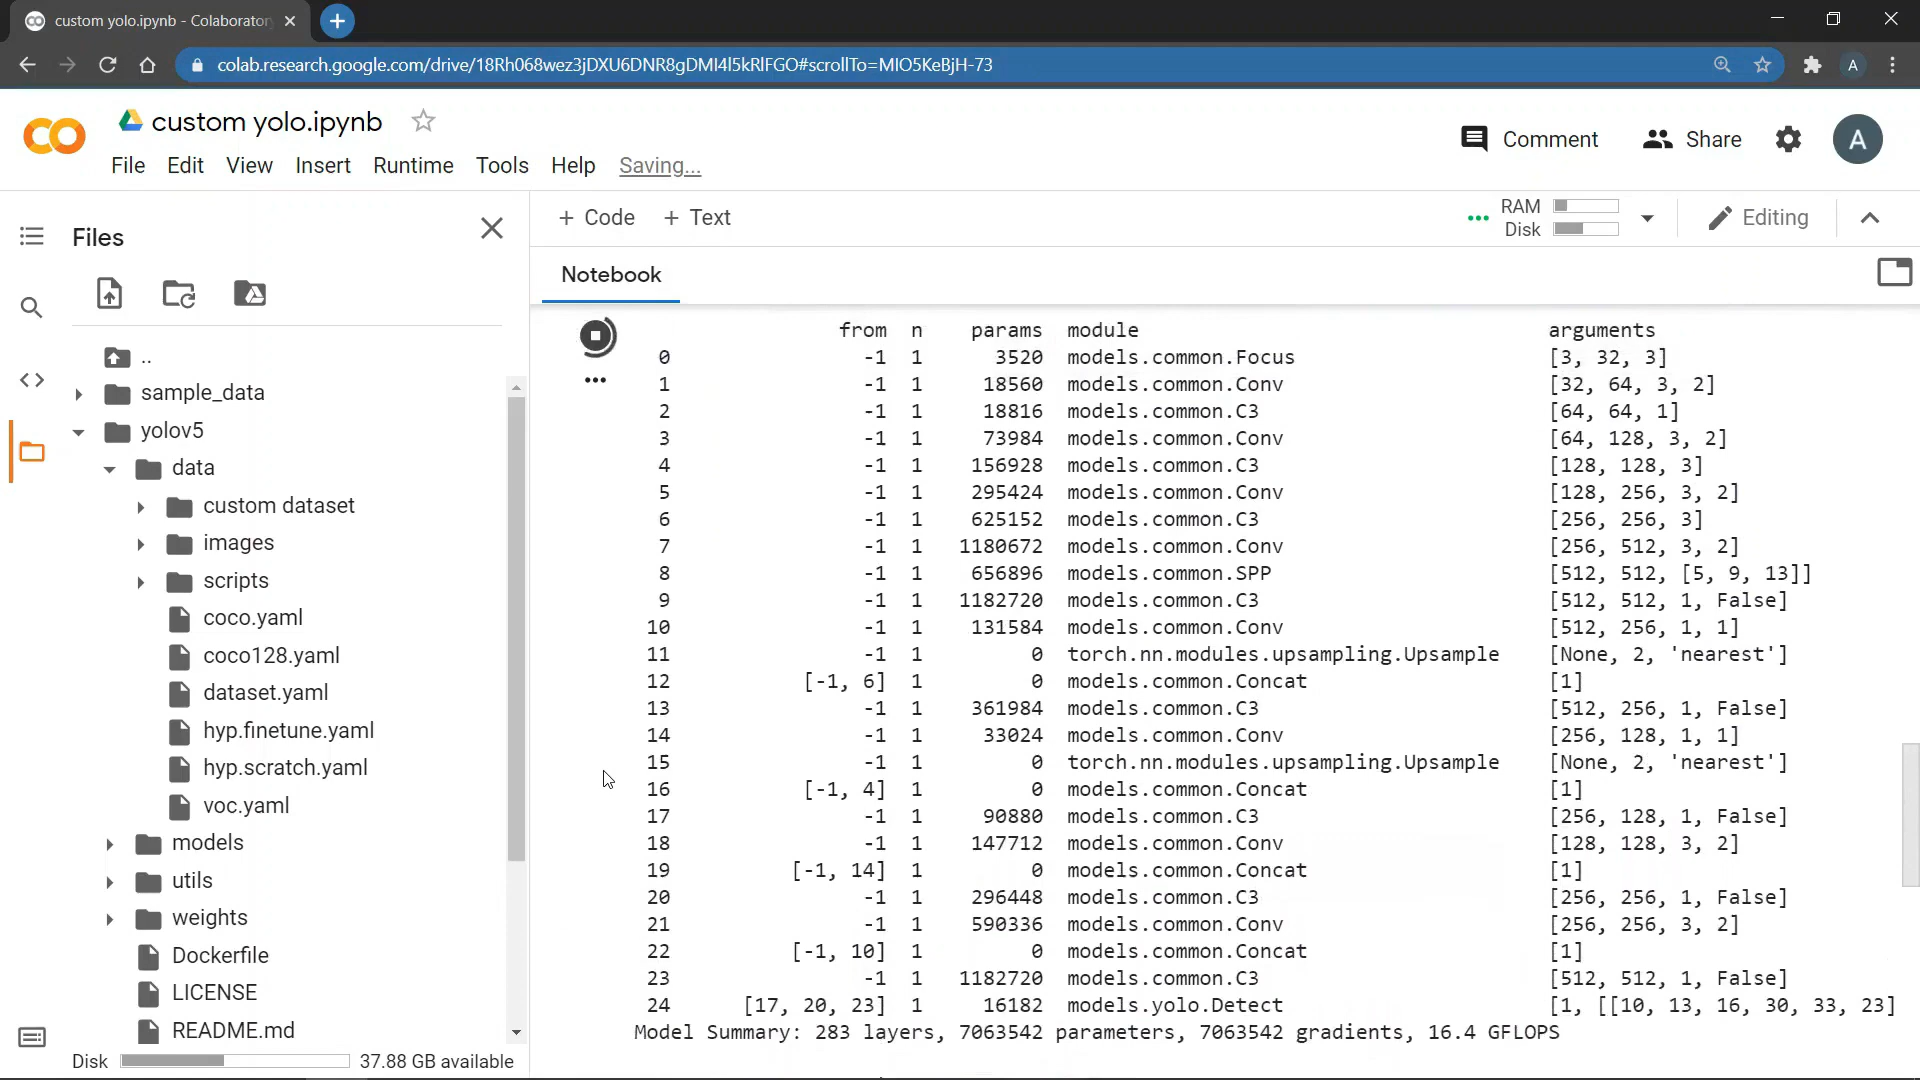 custom yolo.ipynb - Colaboratory
colab.research.google.com/drive/18Rh068wez3jDXU6DNR8gDMI4l5kRlFGO#scrollTo=MIO5KeBjH-73
A
custom yolo.ipynb
File Edit View Insert Runtime Tools Help Saving...
Comment
Share
A
Files
+ Code + Text
RAM
Disk
Editing
Notebook
..
sample_data
yolov5
data
custom dataset
images
scripts
coco.yaml
coco128.yaml
dataset.yaml
hyp.finetune.yaml
hyp.scratch.yaml
voc.yaml
models
utils
weights
Dockerfile
LICENSE
README.md
Disk 37.88 GB available
from n params module arguments
0 -1 1 3520 models.common.Focus [3, 32, 3]
1 -1 1 18560 models.common.Conv [32, 64, 3, 2]
2 -1 1 18816 models.common.C3 [64, 64, 1]
3 -1 1 73984 models.common.Conv [64, 128, 3, 2]
4 -1 1 156928 models.common.C3 [128, 128, 3]
5 -1 1 295424 models.common.Conv [128, 256, 3, 2]
6 -1 1 625152 models.common.C3 [256, 256, 3]
7 -1 1 1180672 models.common.Conv [256, 512, 3, 2]
8 -1 1 656896 models.common.SPP [512, 512, [5, 9, 13]]
9 -1 1 1182720 models.common.C3 [512, 512, 1, False]
10 -1 1 131584 models.common.Conv [512, 256, 1, 1]
11 -1 1 0 torch.nn.modules.upsampling.Upsample [None, 2, 'nearest']
12 [-1, 6] 1 0 models.common.Concat [1]
13 -1 1 361984 models.common.C3 [512, 256, 1, False]
14 -1 1 33024 models.common.Conv [256, 128, 1, 1]
15 -1 1 0 torch.nn.modules.upsampling.Upsample [None, 2, 'nearest']
16 [-1, 4] 1 0 models.common.Concat [1]
17 -1 1 90880 models.common.C3 [256, 128, 1, False]
18 -1 1 147712 models.common.Conv [128, 128, 3, 2]
19 [-1, 14] 1 0 models.common.Concat [1]
20 -1 1 296448 models.common.C3 [256, 256, 1, False]
21 -1 1 590336 models.common.Conv [256, 256, 3, 2]
22 [-1, 10] 1 0 models.common.Concat [1]
23 -1 1 1182720 models.common.C3 [512, 512, 1, False]
24 [17, 20, 23] 1 16182 models.yolo.Detect [1, [[10, 13, 16, 30, 33, 23]
Model Summary: 283 layers, 7063542 parameters, 7063542 gradients, 16.4 GFLOPS